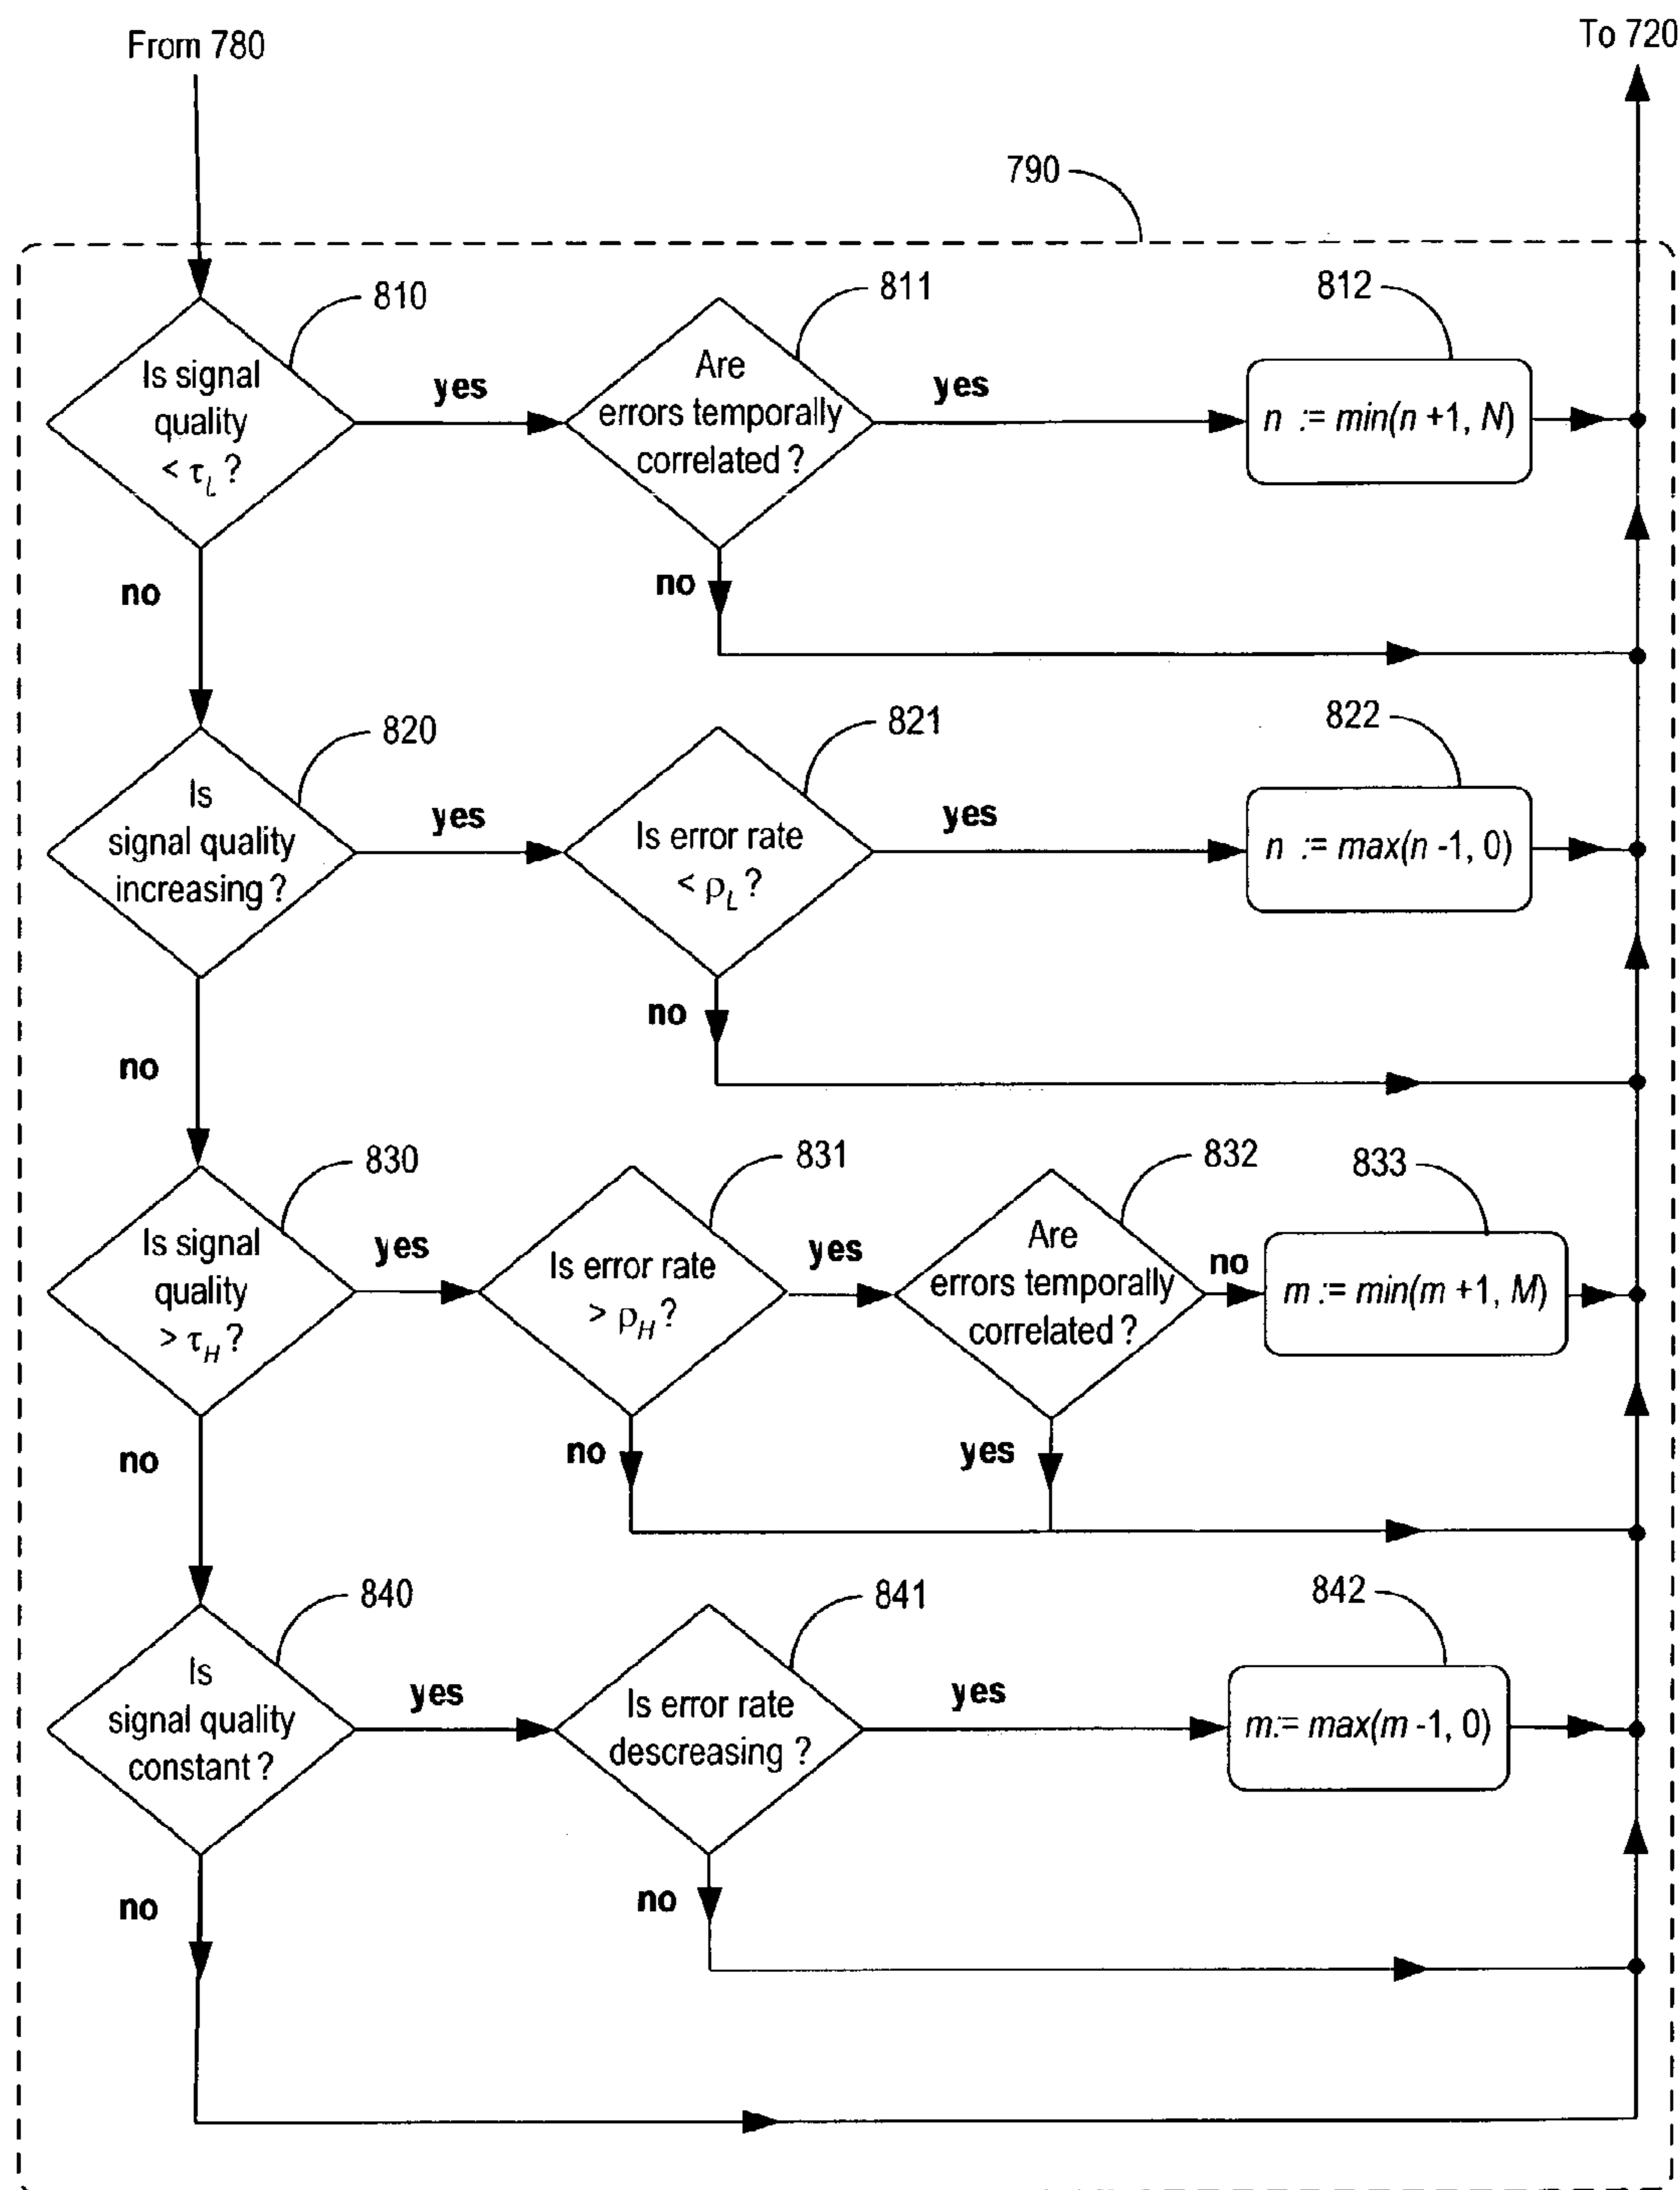 From 780
To 720
790
810
Is signal
quality
< τL ?
yes
811
Are
errors temporally
correlated ?
yes
812
n := min(n +1, N)
no
no
820
Is
signal quality
increasing ?
yes
821
Is error rate
< ρL ?
yes
822
n := max(n -1, 0)
no
no
830
Is signal
quality
> τH ?
yes
831
Is error rate
> ρH ?
yes
832
Are
errors temporally
correlated ?
no
833
m := min(m +1, M)
no
no
yes
840
Is
signal quality
constant ?
yes
841
Is error rate
descreasing ?
yes
842
m:= max(m -1, 0)
no
no